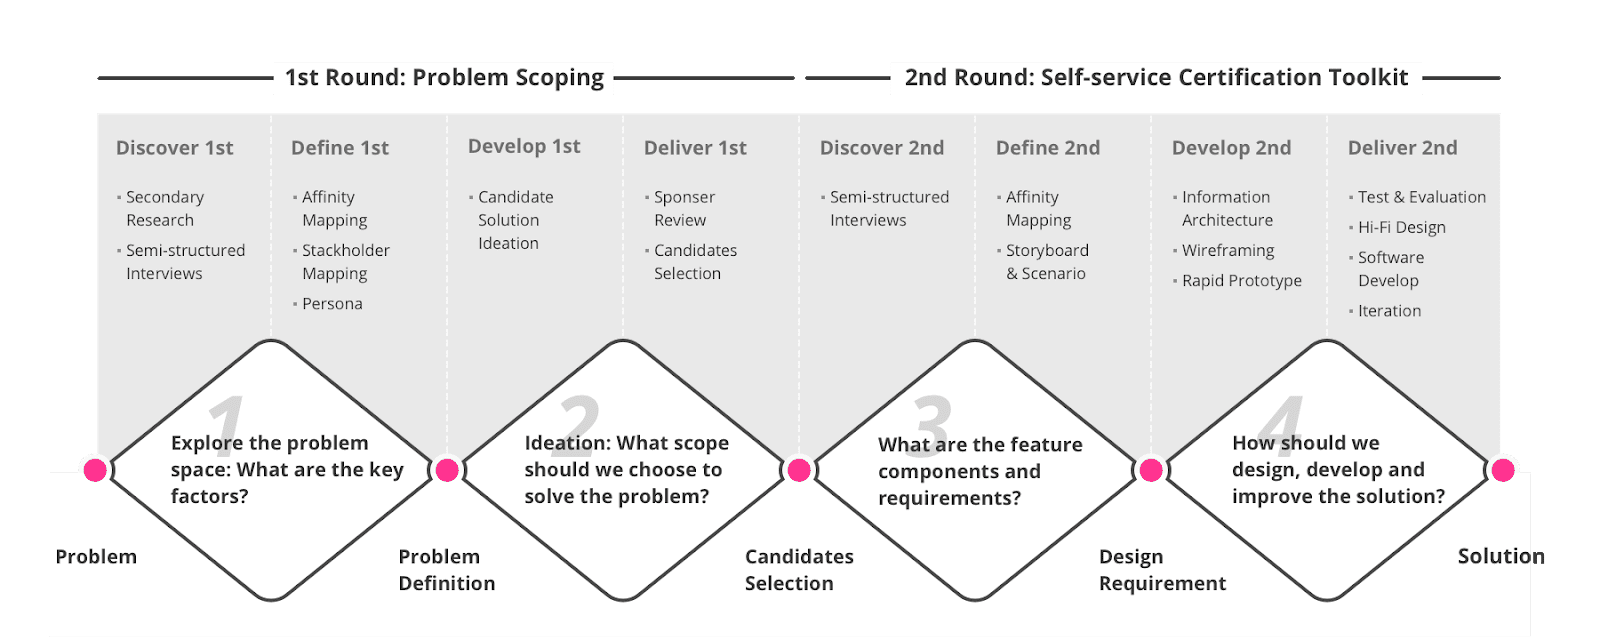 1st Round: Problem Scoping
2nd Round: Self-service Certification Toolkit
Discover 1st
▪ Secondary
Research
▪ Semi-structured
Interviews
Define 1st
▪ Affinity
Mapping
▪ Stackholder
Mapping
▪ Persona
Develop 1st
▪ Candidate
Solution
Ideation
Deliver 1st
▪ Sponser
Review
▪ Candidates
Selection
Discover 2nd
▪ Semi-structured
Interviews
Define 2nd
▪ Affinity
Mapping
▪ Storyboard
& Scenario
Develop 2nd
▪ Information
Architecture
▪ Wireframing
▪ Rapid Prototype
Deliver 2nd
▪ Test & Evaluation
▪ Hi-Fi Design
▪ Software
Develop
▪ Iteration
1
Explore the problem
space: What are the key
factors?
2
Ideation: What scope
should we choose to
solve the problem?
3
What are the feature
components and
requirements?
4
How should we
design, develop and
improve the solution?
Problem
Problem
Definition
Candidates
Selection
Design
Requirement
Solution